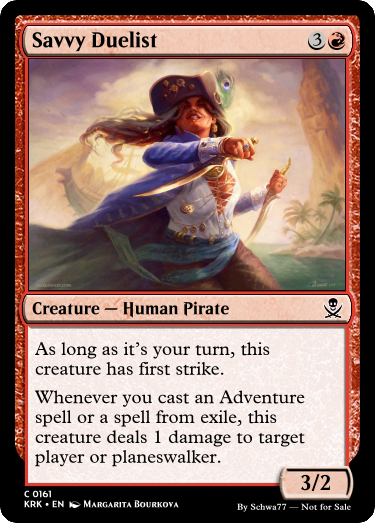 Savvy Duelist 3
Creature — Human Pirate
As long as it's your turn, this
creature has first strike.
Whenever you cast an Adventure
spell or a spell from exile, this
creature deals 1 damage to target
player or planeswalker.
3/2
C 0161
KRK • EN MARGARITA BOURKOVA
By Schwa77 — Not for Sale